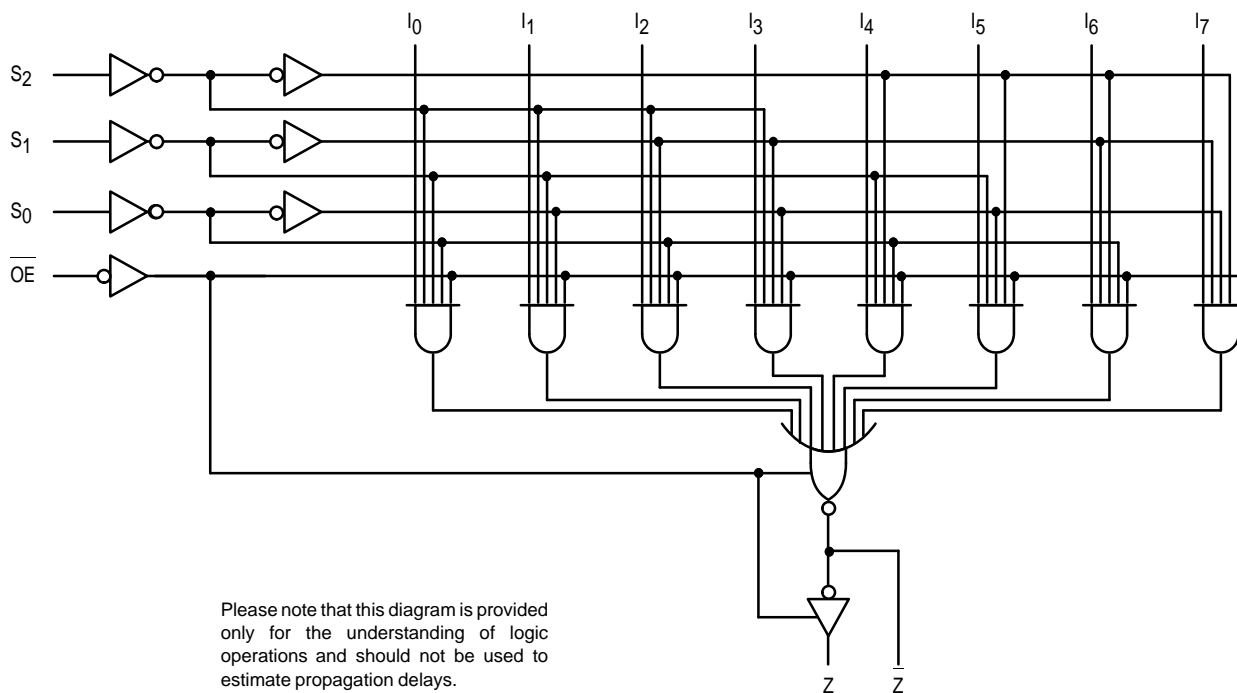 I0 I1 I2 I3 I4 I5 I6 I7
S2
S1
S0
O̅E̅
Please note that this diagram is provided
only for the understanding of logic
operations and should not be used to
estimate propagation delays.
Z Z̅